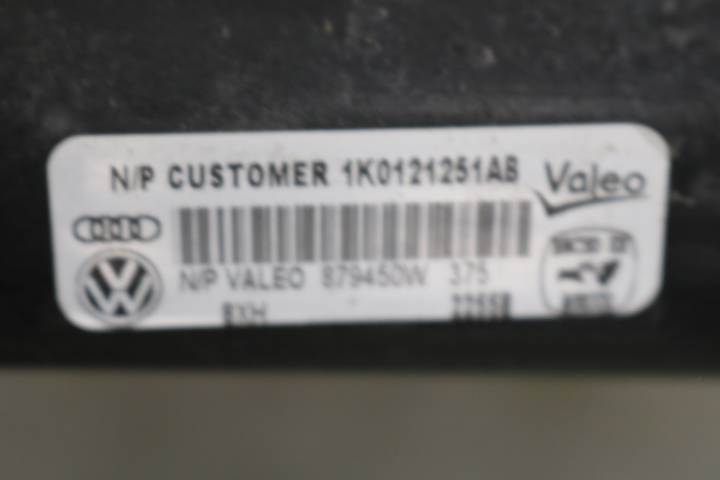 N/P CUSTOMER 1K0121251AB
Valeo
N/P VALEO 879450W 375